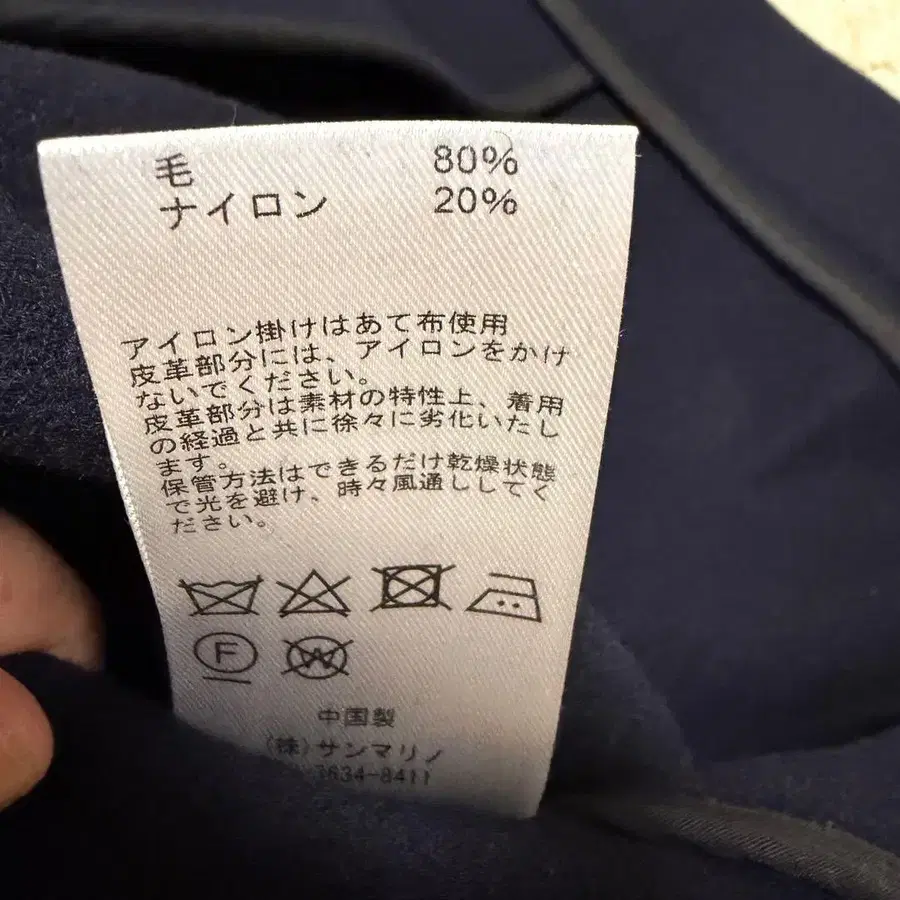 毛 80%
ナイロン 20%
アイロン掛けはあて布使用
皮革部分には、アイロンをかけ
ないでください。
皮革部分は素材の特性上、着用
の経過と共に徐々に劣化いたし
ます。
保管方法はできるだけ乾燥状態
で光を避け、時々風通ししてく
ださい。
F
W
中国製
(株)サンマリノ
3634-8411